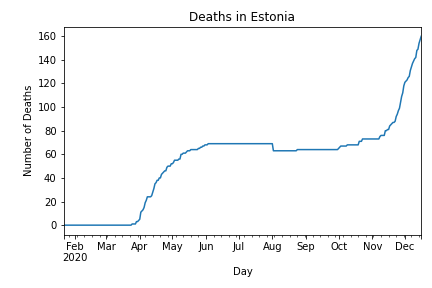 Deaths in Estonia
160
140
120
100
80
60
40
20
0
Number of Deaths
Feb Mar Apr May Jun Jul Aug Sep Oct Nov Dec
2020
Day